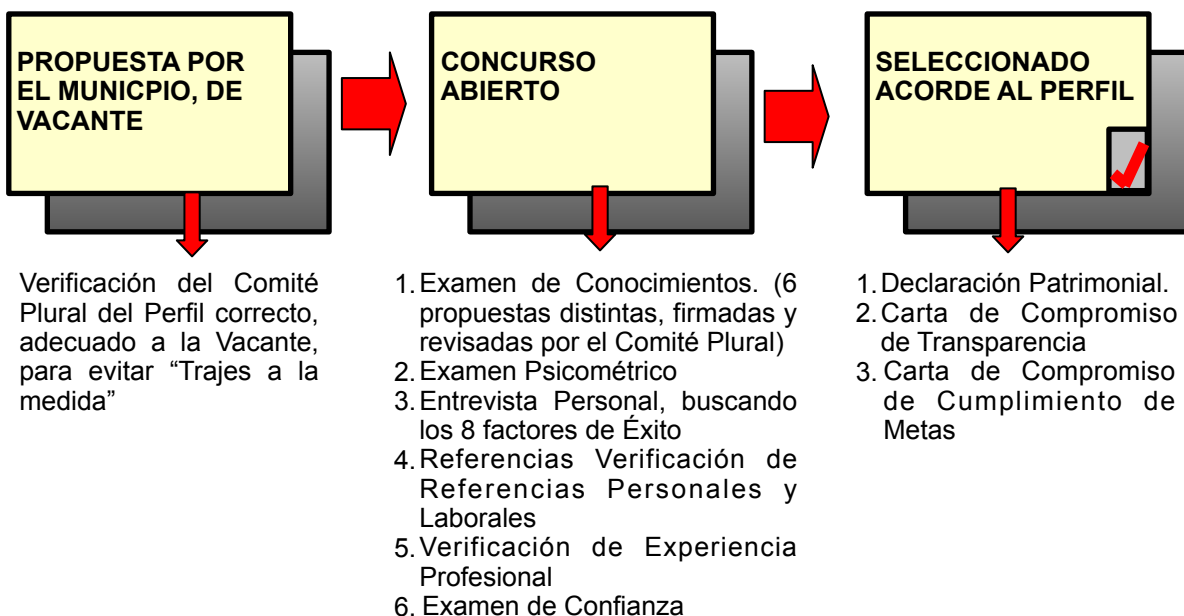 PROPUESTA POR
EL MUNICPIO, DE
VACANTE
Verificación del Comité
Plural del Perfil correcto,
adecuado a la Vacante,
para evitar “Trajes a la
medida”
CONCURSO
ABIERTO
1. Examen de Conocimientos. (6
propuestas distintas, firmadas y
revisadas por el Comité Plural)
2. Examen Psicométrico
3. Entrevista Personal, buscando
los 8 factores de Éxito
4. Referencias Verificación de
Referencias Personales y
Laborales
5. Verificación de Experiencia
Profesional
6. Examen de Confianza
SELECCIONADO
ACORDE AL PERFIL
1. Declaración Patrimonial.
2. Carta de Compromiso
de Transparencia
3. Carta de Compromiso
de Cumplimiento de
Metas